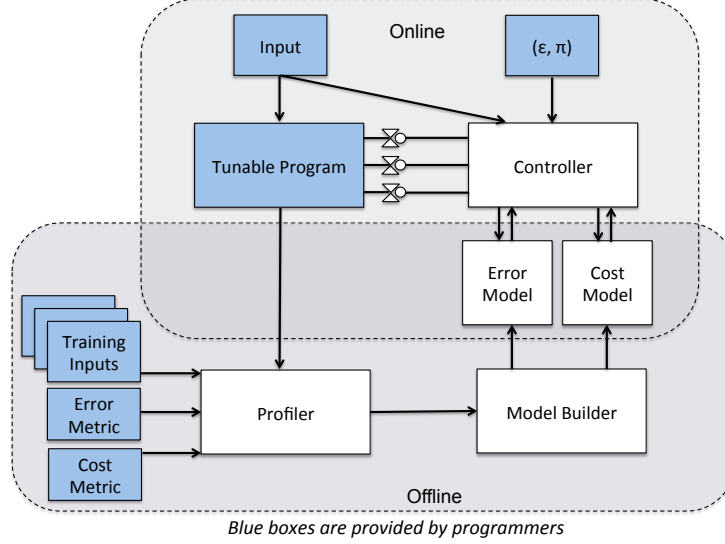 Input
Online
(ε, π)
Tunable Program
Controller
Error
Model
Cost
Model
Training
Inputs
Error
Metric
Profiler
Model Builder
Cost
Metric
Offline
Blue boxes are provided by programmers